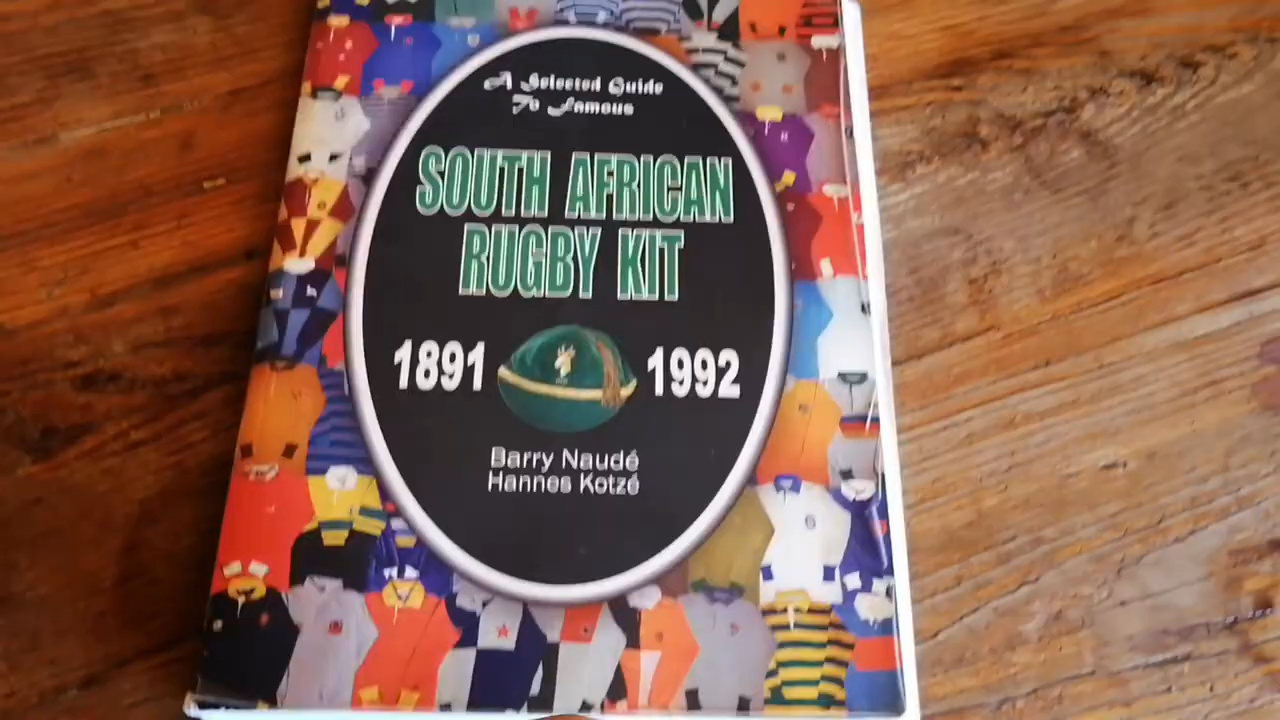 A Selected Guide
To Famous
SOUTH AFRICAN
RUGBY KIT
1891 1992
Barry Naudé
Hannes Kotzé